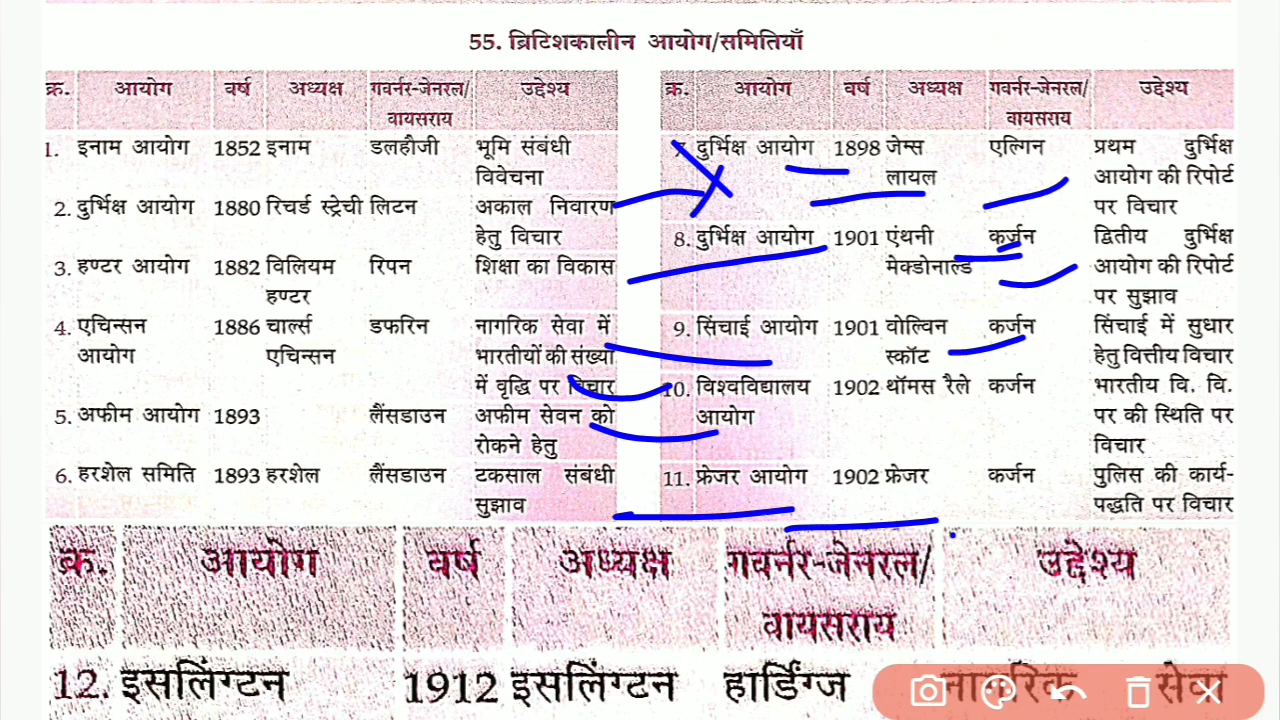 55. ब्रिटिशकालीन आयोग/समितियाँ
क्र. आयोग वर्ष अध्यक्ष गवर्नर-जेनरल/ उद्देश्य
वायसराय
1. इनाम आयोग 1852 इनाम डलहौजी भूमि संबंधी
विवेचना
2. दुर्भिक्ष आयोग 1880 रिचर्ड स्ट्रेची लिटन अकाल निवारण
हेतु विचार
3. हण्टर आयोग 1882 विलियम रिपन शिक्षा का विकास
हण्टर
4. एचिन्सन 1886 चार्ल्स डफरिन नागरिक सेवा में
आयोग एचिन्सन भारतीयों की संख्या
में वृद्धि पर विचार
5. अफीम आयोग 1893 लैंसडाउन अफीम सेवन को
रोकने हेतु
6. हरशेल समिति 1893 हरशेल लैंसडाउन टकसाल संबंधी
सुझाव
क्र. आयोग वर्ष अध्यक्ष गवर्नर-जेनरल/ उद्देश्य
वायसराय
7. दुर्भिक्ष आयोग 1898 जेम्स एल्गिन प्रथम दुर्भिक्ष
लायल आयोग की रिपोर्ट
पर विचार
8. दुर्भिक्ष आयोग 1901 एंथनी कर्जन द्वितीय दुर्भिक्ष
मेक्डोनाल्ड आयोग की रिपोर्ट
पर सुझाव
9. सिंचाई आयोग 1901 वोल्विन कर्जन सिंचाई में सुधार
स्कॉट हेतु वित्तीय विचार
10. विश्वविद्यालय 1902 थॉमस रैले कर्जन भारतीय वि. वि.
आयोग पर की स्थिति पर
विचार
11. फ्रेजर आयोग 1902 फ्रेजर कर्जन पुलिस की कार्य-
पद्धति पर विचार
क्र. आयोग वर्ष अध्यक्ष गवर्नर-जेनरल/ उद्देश्य
वायसराय
12. इसलिंग्टन 1912 इसलिंग्टन हार्डिंग्ज नागरिक सेवा